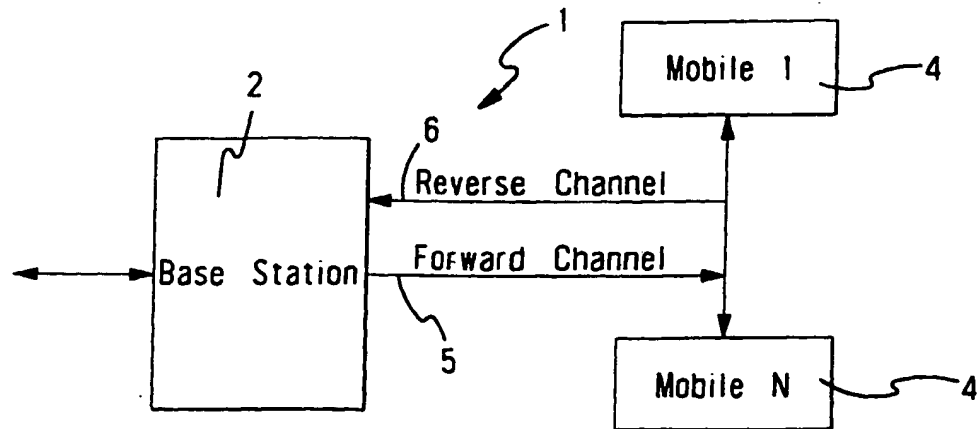 1
Mobile 1
4
2
6
Reverse Channel
Base Station
Forward Channel
5
Mobile N
4